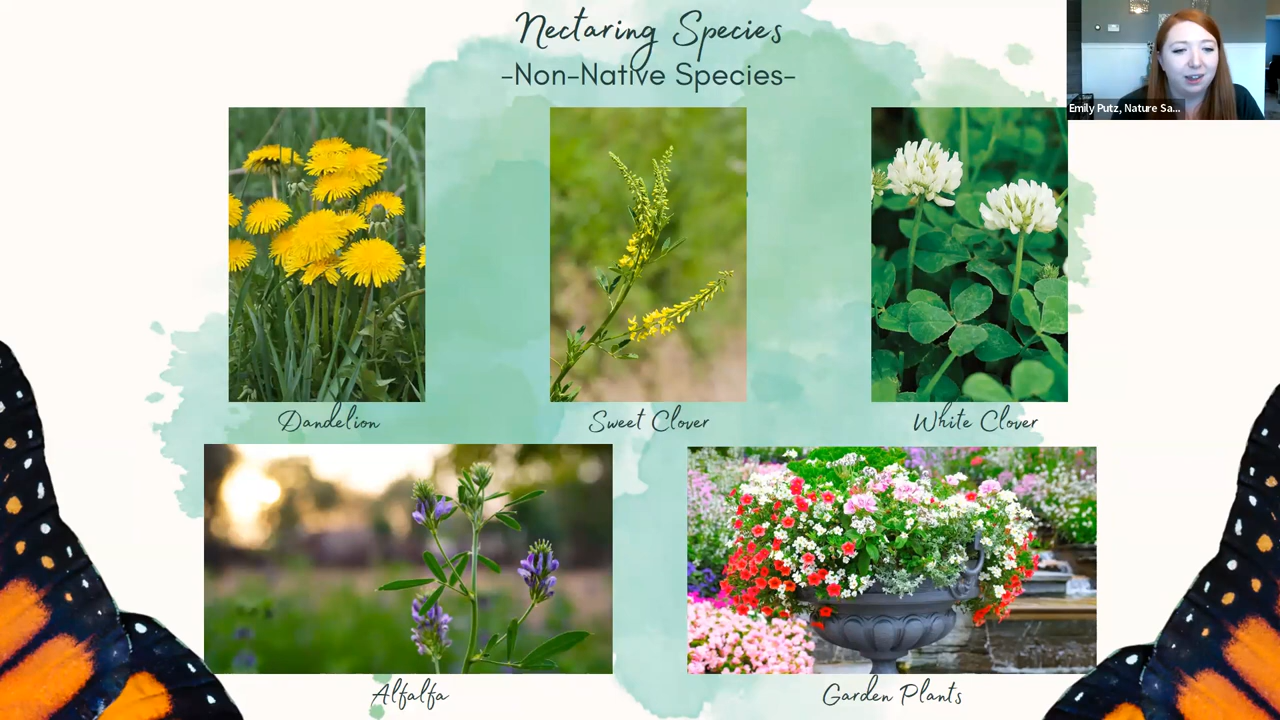 Nectaring Species
-Non-Native Species-
Emily Putz, Nature Sa...
Dandelion
Sweet Clover
White Clover
Alfalfa
Garden Plants